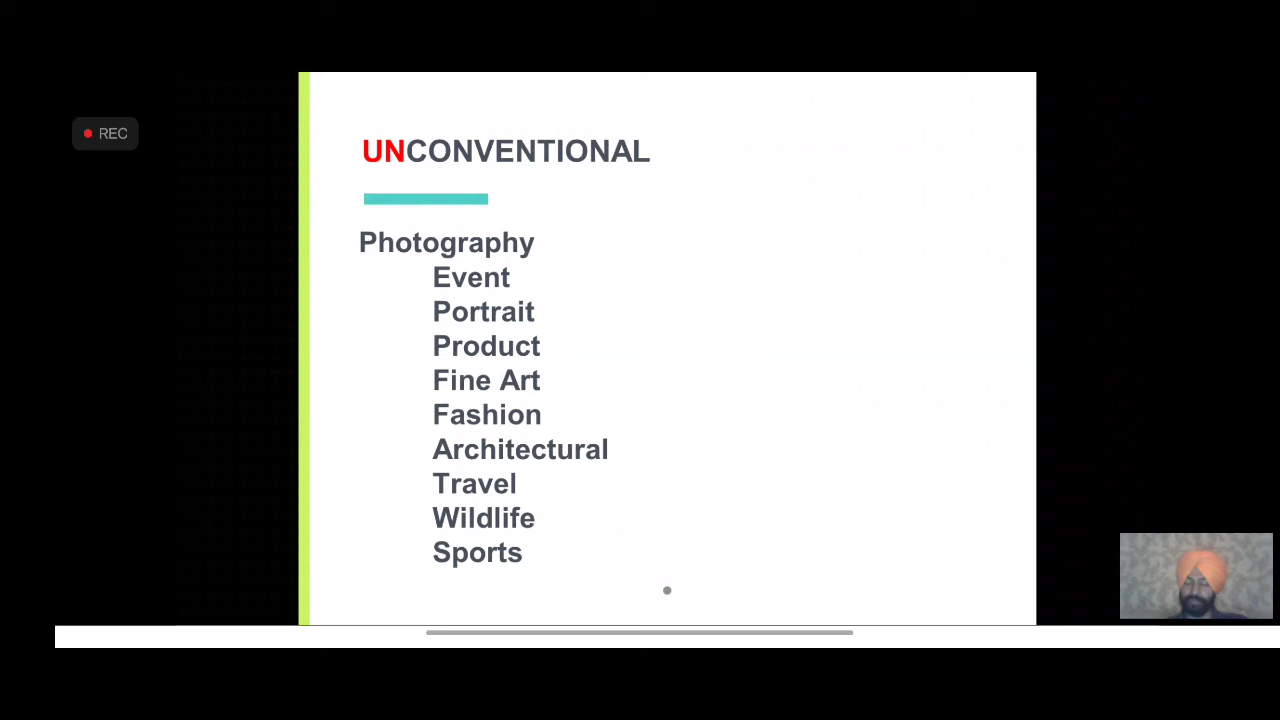 REC
UNCONVENTIONAL
Photography
Event
Portrait
Product
Fine Art
Fashion
Architectural
Travel
Wildlife
Sports